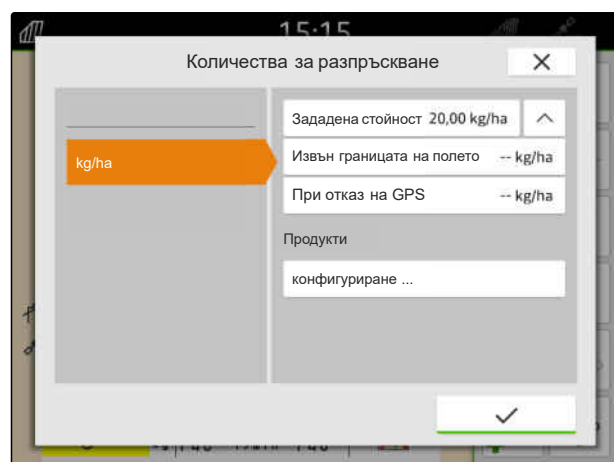 15:15
Количества за разпръскване
Зададена стойност 20,00 kg/ha
kg/ha
Извън границата на полето -- kg/ha
При отказ на GPS -- kg/ha
Продукти
конфигуриране ...